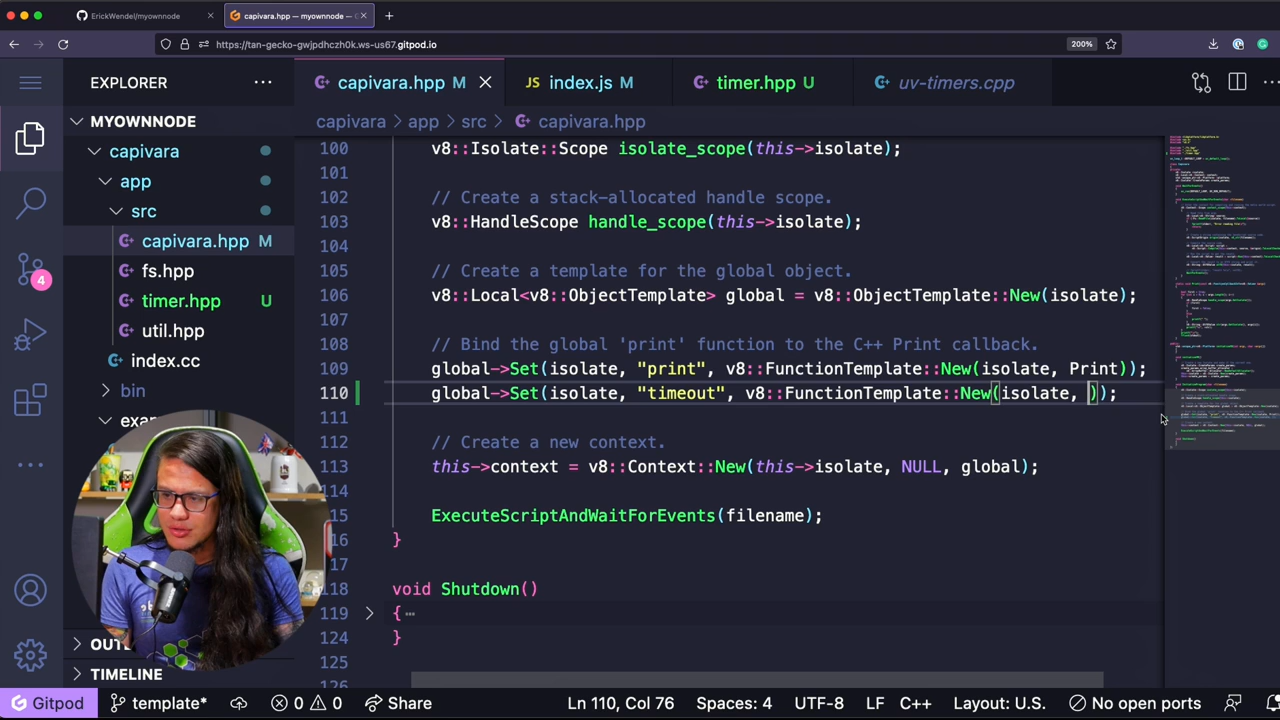 ErickWendel/myownnode
capivara.hpp — myownnode —
https://tan-gecko-gwjpdhczh0k.ws-us67.gitpod.io
200%
EXPLORER
capivara.hpp M
JS index.js M
timer.hpp U
uv-timers.cpp
MYOWNNODE
capivara > app > src > capivara.hpp
capivara
app
src
capivara.hpp M
fs.hpp
timer.hpp U
util.hpp
index.cc
bin
OUT
TIMELINE
4
100 v8::Isolate::Scope isolate_scope(this->isolate);
101
102 // Create a stack-allocated handle scope.
103 v8::HandleScope handle_scope(this->isolate);
104
105 // Create a template for the global object.
106 v8::Local<v8::ObjectTemplate> global = v8::ObjectTemplate::New(isolate);
107
108 // Bind the global 'print' function to the C++ Print callback.
109 global->Set(isolate, "print", v8::FunctionTemplate::New(isolate, Print));
110 global->Set(isolate, "timeout", v8::FunctionTemplate::New(isolate, ));
111
112 // Create a new context.
113 this->context = v8::Context::New(this->isolate, NULL, global);
114
15 ExecuteScriptAndWaitForEvents(filename);
16 }
17
118 void Shutdown()
119 {
124 }
125
126
Gitpod
template*
0 0
Share
Ln 110, Col 76
Spaces: 4
UTF-8
LF
C++
Layout: U.S.
No open ports